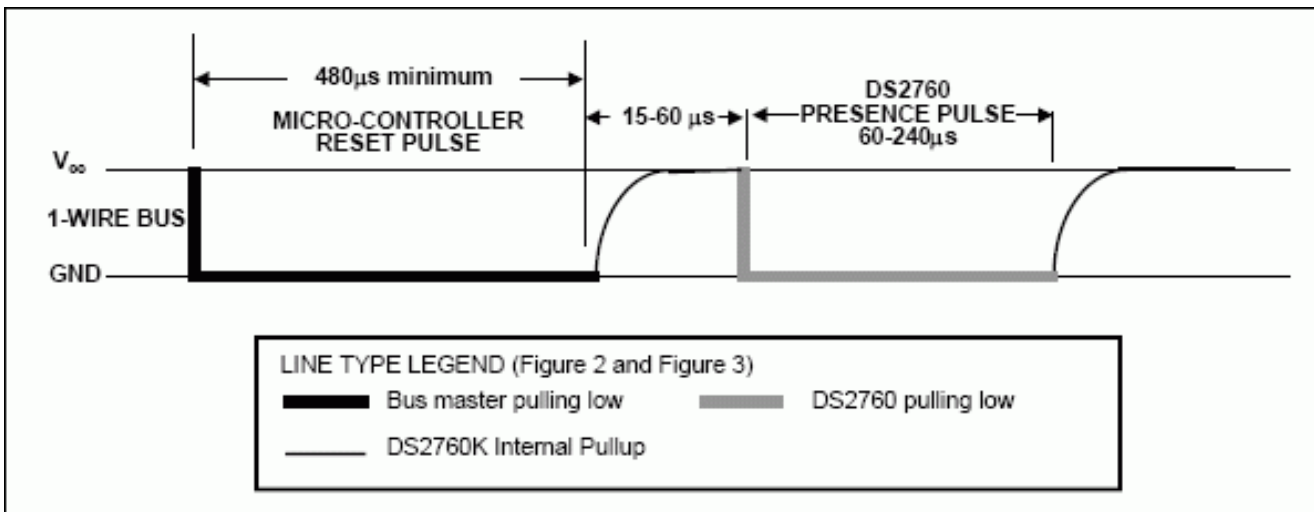 480μs minimum
MICRO-CONTROLLER
RESET PULSE
15-60 μs
DS2760
PRESENCE PULSE
60-240μs
V∞
1-WIRE BUS
GND
LINE TYPE LEGEND (Figure 2 and Figure 3)
Bus master pulling low
DS2760 pulling low
DS2760K Internal Pullup